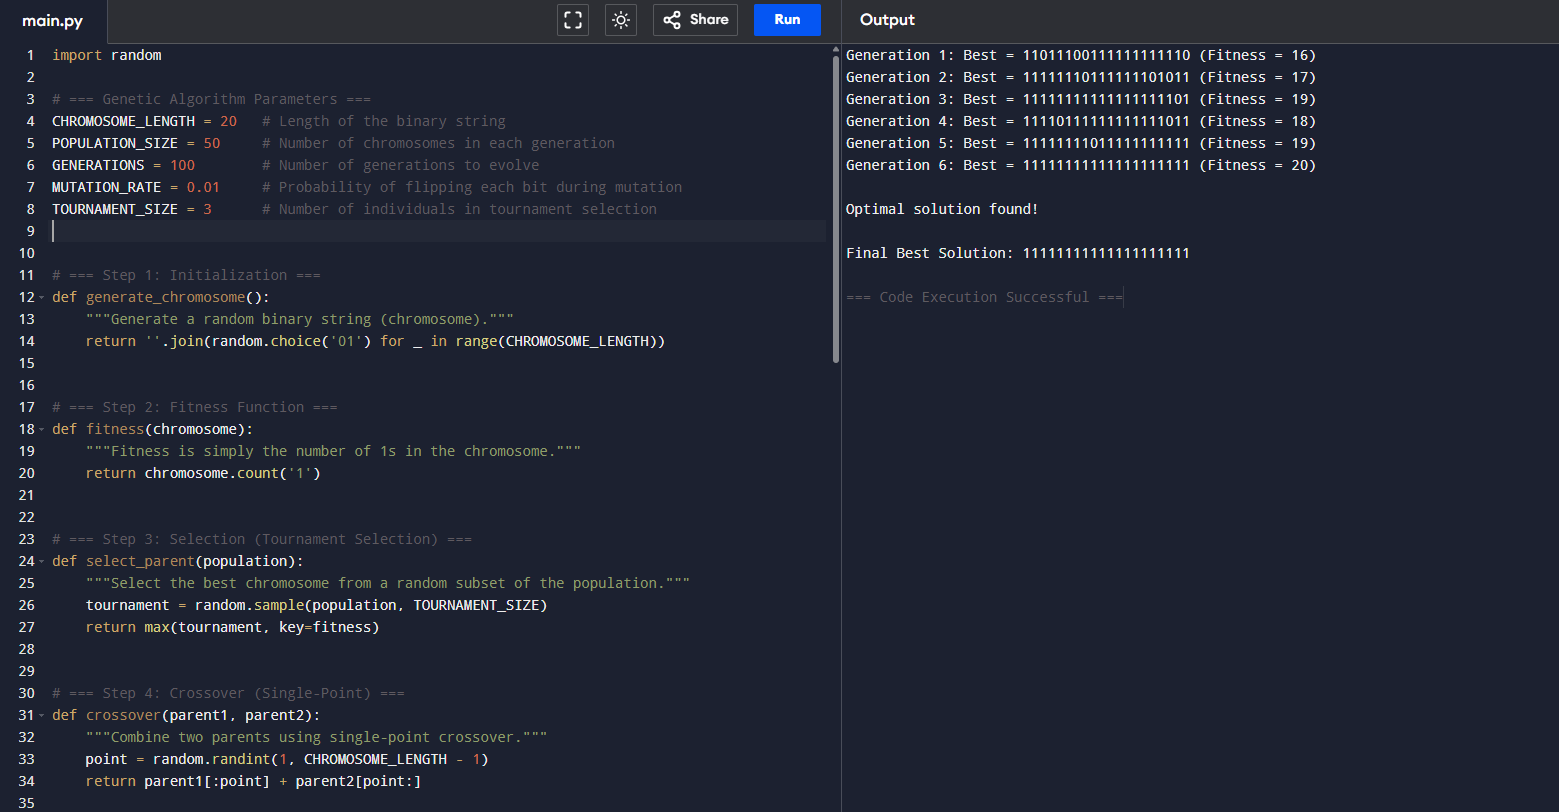 main.py
Share
Run
Output
1 import random
2
3 # === Genetic Algorithm Parameters ===
4 CHROMOSOME_LENGTH = 20   # Length of the binary string
5 POPULATION_SIZE = 50     # Number of chromosomes in each generation
6 GENERATIONS = 100        # Number of generations to evolve
7 MUTATION_RATE = 0.01     # Probability of flipping each bit during mutation
8 TOURNAMENT_SIZE = 3      # Number of individuals in tournament selection
9
10
11 # === Step 1: Initialization ===
12 def generate_chromosome():
13     """Generate a random binary string (chromosome)."""
14     return ''.join(random.choice('01') for _ in range(CHROMOSOME_LENGTH))
15
16
17 # === Step 2: Fitness Function ===
18 def fitness(chromosome):
19     """Fitness is simply the number of 1s in the chromosome."""
20     return chromosome.count('1')
21
22
23 # === Step 3: Selection (Tournament Selection) ===
24 def select_parent(population):
25     """Select the best chromosome from a random subset of the population."""
26     tournament = random.sample(population, TOURNAMENT_SIZE)
27     return max(tournament, key=fitness)
28
29
30 # === Step 4: Crossover (Single-Point) ===
31 def crossover(parent1, parent2):
32     """Combine two parents using single-point crossover."""
33     point = random.randint(1, CHROMOSOME_LENGTH - 1)
34     return parent1[:point] + parent2[point:]
35
Generation 1: Best = 11011100111111111110 (Fitness = 16)
Generation 2: Best = 11111110111111101011 (Fitness = 17)
Generation 3: Best = 11111111111111111101 (Fitness = 19)
Generation 4: Best = 11110111111111111011 (Fitness = 18)
Generation 5: Best = 11111111011111111111 (Fitness = 19)
Generation 6: Best = 11111111111111111111 (Fitness = 20)
Optimal solution found!
Final Best Solution: 11111111111111111111
=== Code Execution Successful ===